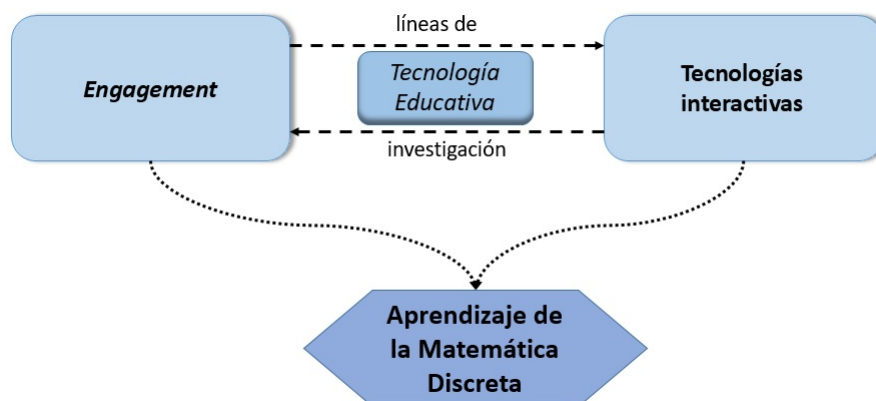 líneas de
Engagement
Tecnología
Educativa
Tecnologías
interactivas
investigación
Aprendizaje de
la Matemática
Discreta